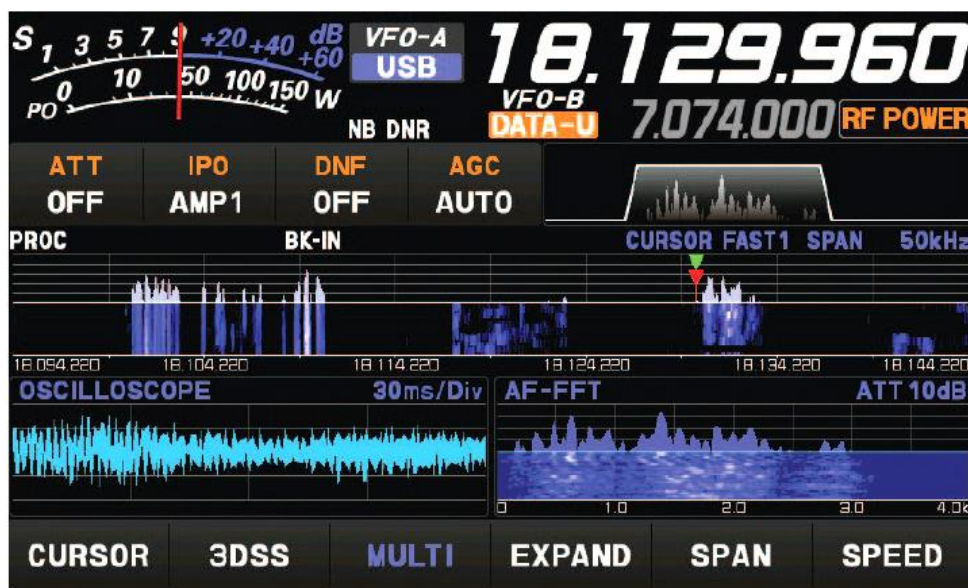 S 1 3 5 7 9 +20 +40 +60 dB
VFO-A
18.129.960
USB
PO 0 10 50 100 150 W
VFO-B
NB DNR
DATA-U
7.074.000
RF POWER
ATT IPO DNF AGC
OFF AMP1 OFF AUTO
PROC BK-IN CURSOR FAST1 SPAN 50kHz
18.094.220 18.104.220 18.114.220 18.124.220 18.134.220 18.144.220
OSCILLOSCOPE 30ms/Div AF-FFT ATT 10dB
0 1.0 2.0 3.0 4.0k
CURSOR 3DSS MULTI EXPAND SPAN SPEED